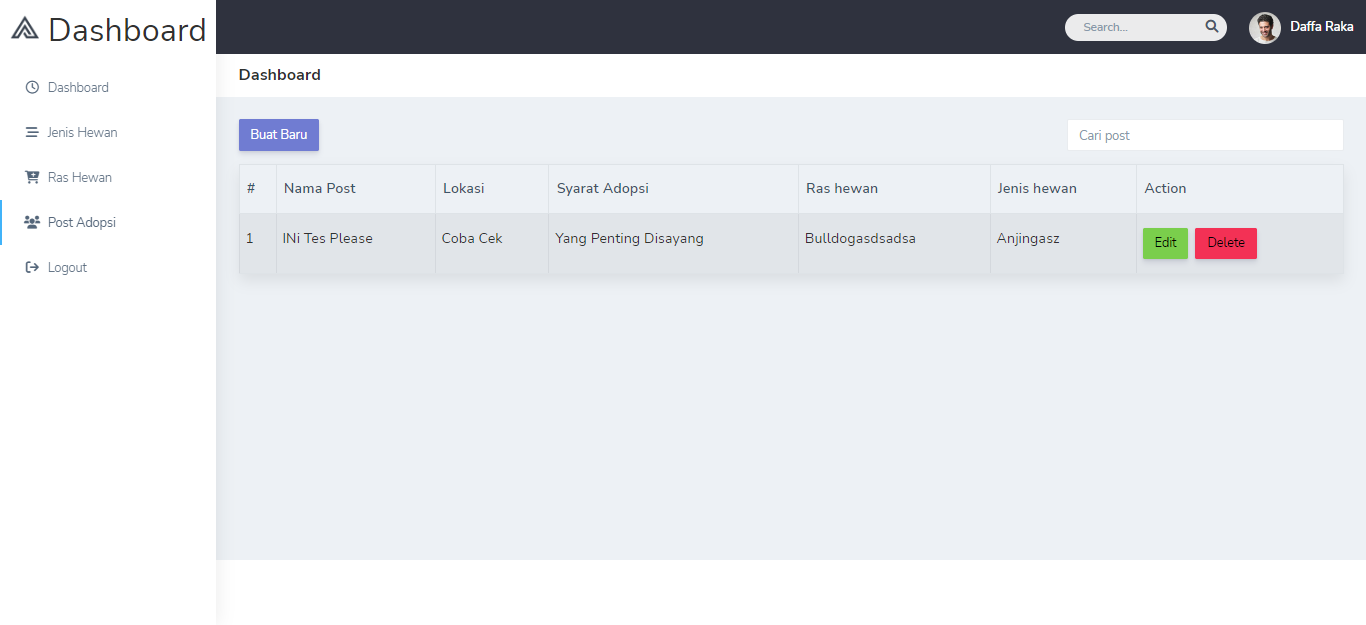 Dashboard
Search...
Daffa Raka
Dashboard
Jenis Hewan
Ras Hewan
Post Adopsi
Logout
Dashboard
Buat Baru
Cari post
# Nama Post Lokasi Syarat Adopsi Ras hewan Jenis hewan Action
1 INi Tes Please Coba Cek Yang Penting Disayang Bulldogasdsadsa Anjingasz Edit Delete